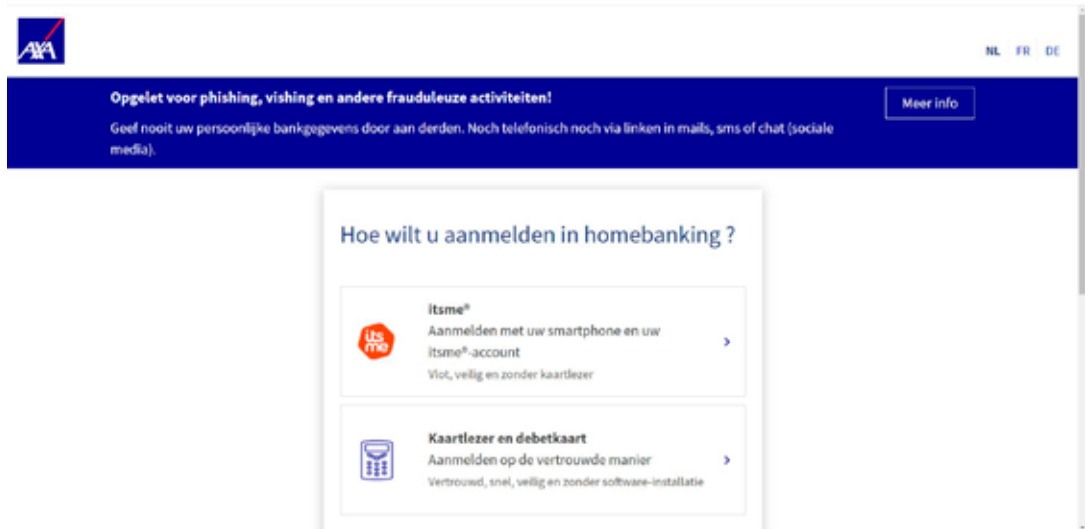 AXA
NL FR DE
Opgelet voor phishing, vishing en andere frauduleuze activiteiten!
Meer info
Geef nooit uw persoonlijke bankgegevens door aan derden. Noch telefonisch noch via linken in mails, sms of chat (sociale
media).
Hoe wilt u aanmelden in homebanking ?
itsme®
its
me
Aanmelden met uw smartphone en uw
itsme®-account
Vlot, veilig en zonder kaartlezer
Kaartlezer en debetkaart
Aanmelden op de vertrouwde manier
Vertrouwd, snel, veilig en zonder software-installatie